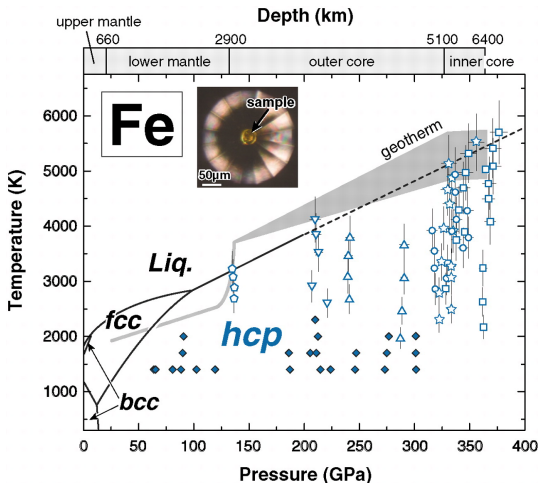 Depth (km)
upper mantle
660 2900 5100 6400
lower mantle outer core inner core
Fe
sample
50μm
geotherm
Temperature (K)
6000
5000
4000
3000
2000
1000
Liq.
fcc
hcp
bcc
0 50 100 150 200 250 300 350 400
Pressure (GPa)